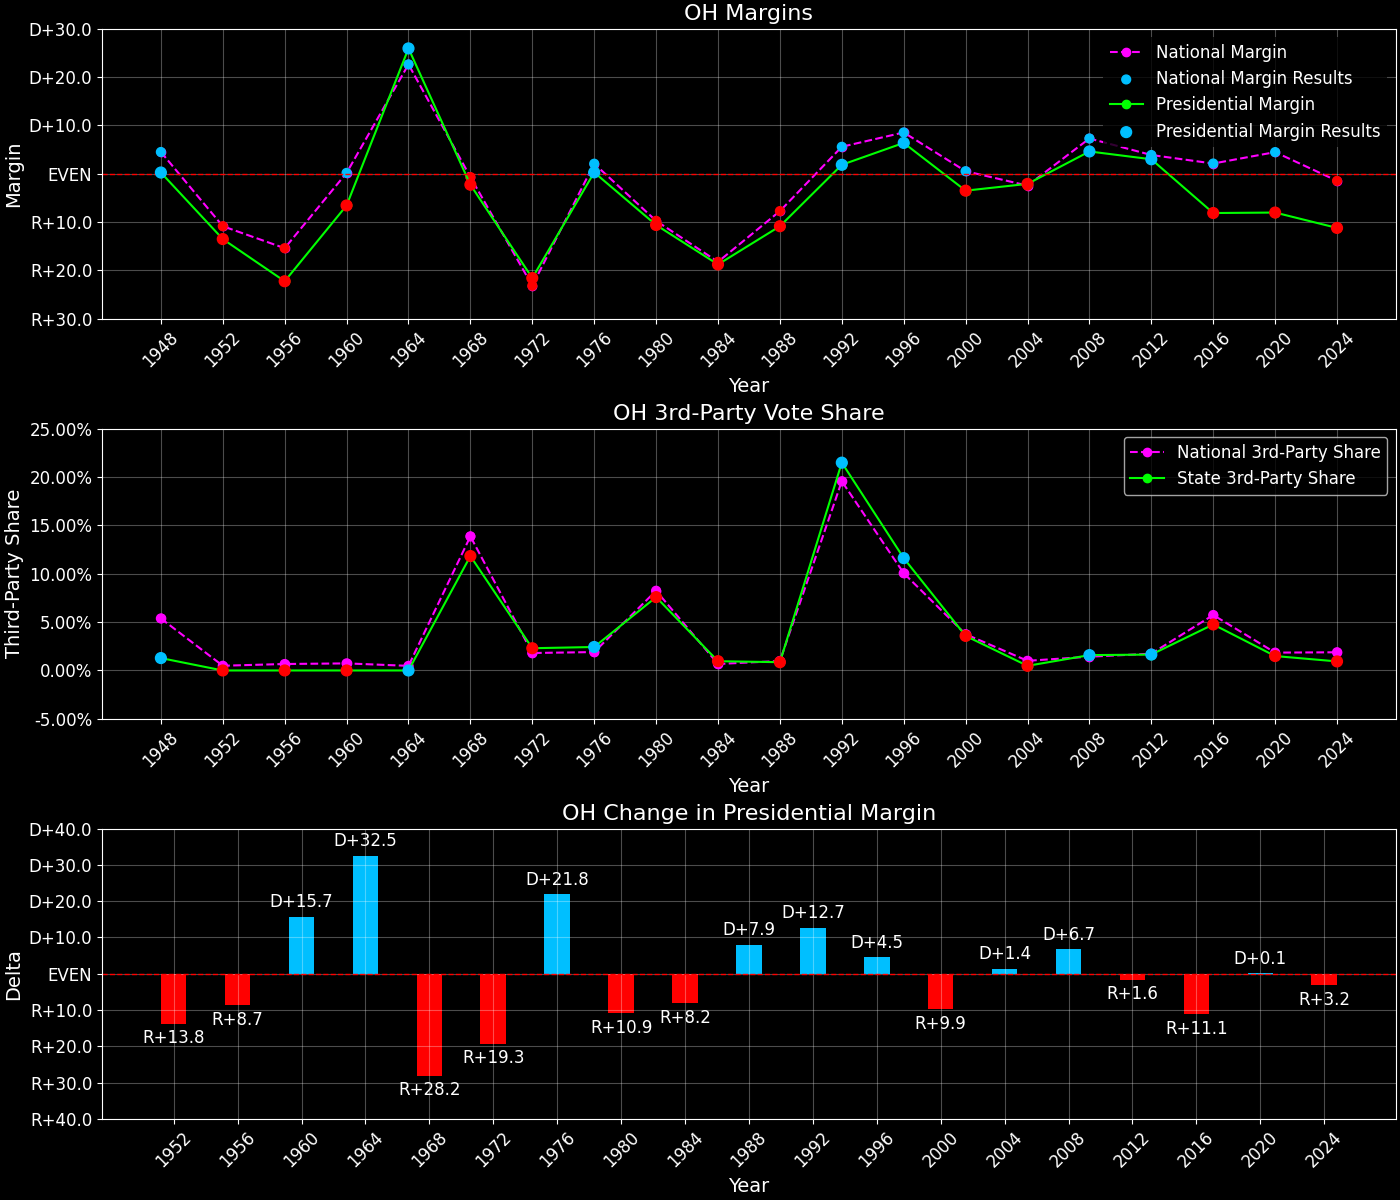 OH Margins
D+30.0
D+20.0
D+10.0
EVEN
R+10.0
R+20.0
R+30.0
Margin
National Margin
National Margin Results
Presidential Margin
Presidential Margin Results
1948 1952 1956 1960 1964 1968 1972 1976 1980 1984 1988 1992 1996 2000 2004 2008 2012 2016 2020 2024
Year
OH 3rd-Party Vote Share
25.00%
20.00%
15.00%
10.00%
5.00%
0.00%
-5.00%
Third-Party Share
National 3rd-Party Share
State 3rd-Party Share
1948 1952 1956 1960 1964 1968 1972 1976 1980 1984 1988 1992 1996 2000 2004 2008 2012 2016 2020 2024
Year
OH Change in Presidential Margin
D+40.0
D+30.0
D+20.0
D+10.0
EVEN
R+10.0
R+20.0
R+30.0
R+40.0
Delta
R+13.8
R+8.7
D+15.7
D+32.5
R+28.2
R+19.3
D+21.8
R+10.9
R+8.2
D+7.9
D+12.7
D+4.5
R+9.9
D+1.4
D+6.7
R+1.6
R+11.1
D+0.1
R+3.2
1952 1956 1960 1964 1968 1972 1976 1980 1984 1988 1992 1996 2000 2004 2008 2012 2016 2020 2024
Year